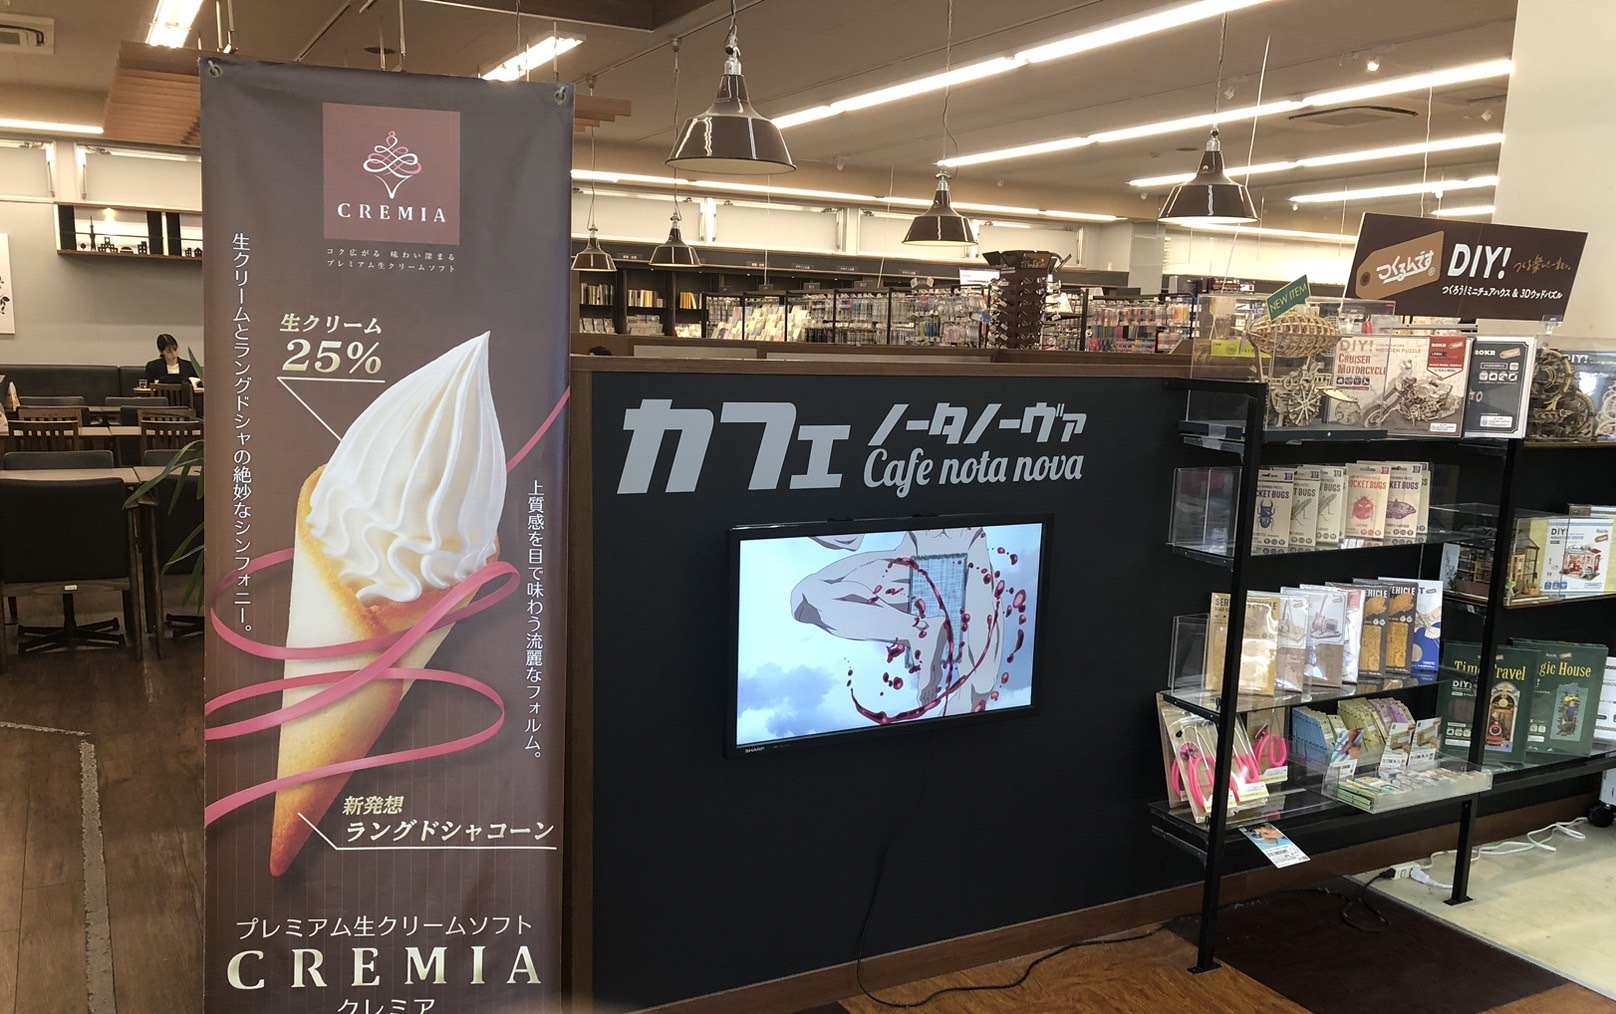 CREMIA
コク広がる 味わい深まる
プレミアム生クリームソフト
生クリームとラングドシャの絶妙なシンフォニー。
生クリーム
25%
上質感を目で味わう流麗なフォルム。
新発想
ラングドシャコーン
プレミアム生クリームソフト
CREMIA
クレミア
カフェ
ノータノーヴァ
Cafe nota nova
SHARP
つくるんです
DIY!
つくろう!ミニチュアハウス & 3Dウッドパズル
NEW ITEM
DIY!
CRUISER
MOTORCYCLE
ROKR
DIY!
POCKET BUGS
VEHICLE
Time Travel
DIY
Magic House